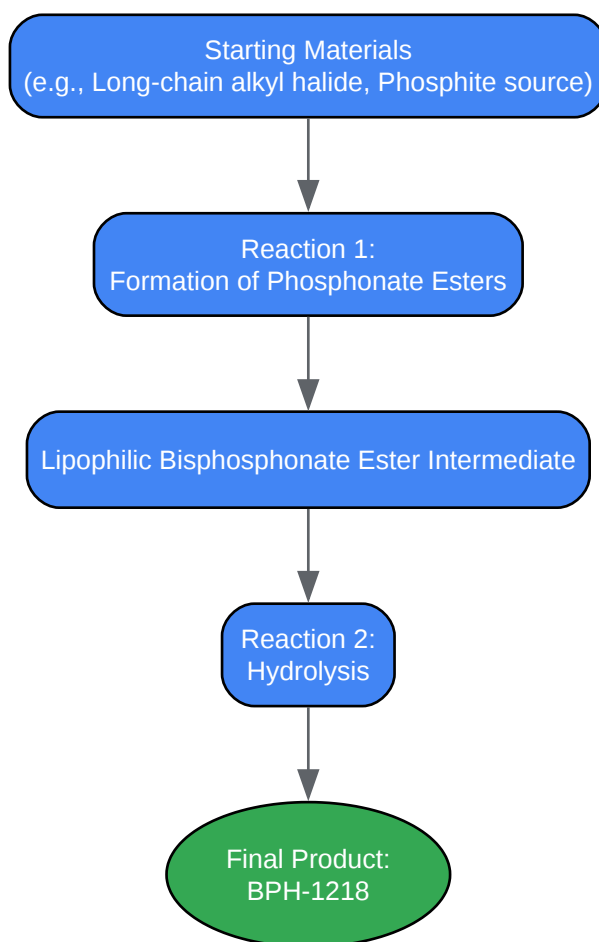 Starting Materials
(e.g., Long-chain alkyl halide, Phosphite source)
Reaction 1:
Formation of Phosphonate Esters
Lipophilic Bisphosphonate Ester Intermediate
Reaction 2:
Hydrolysis
Final Product:
BPH-1218